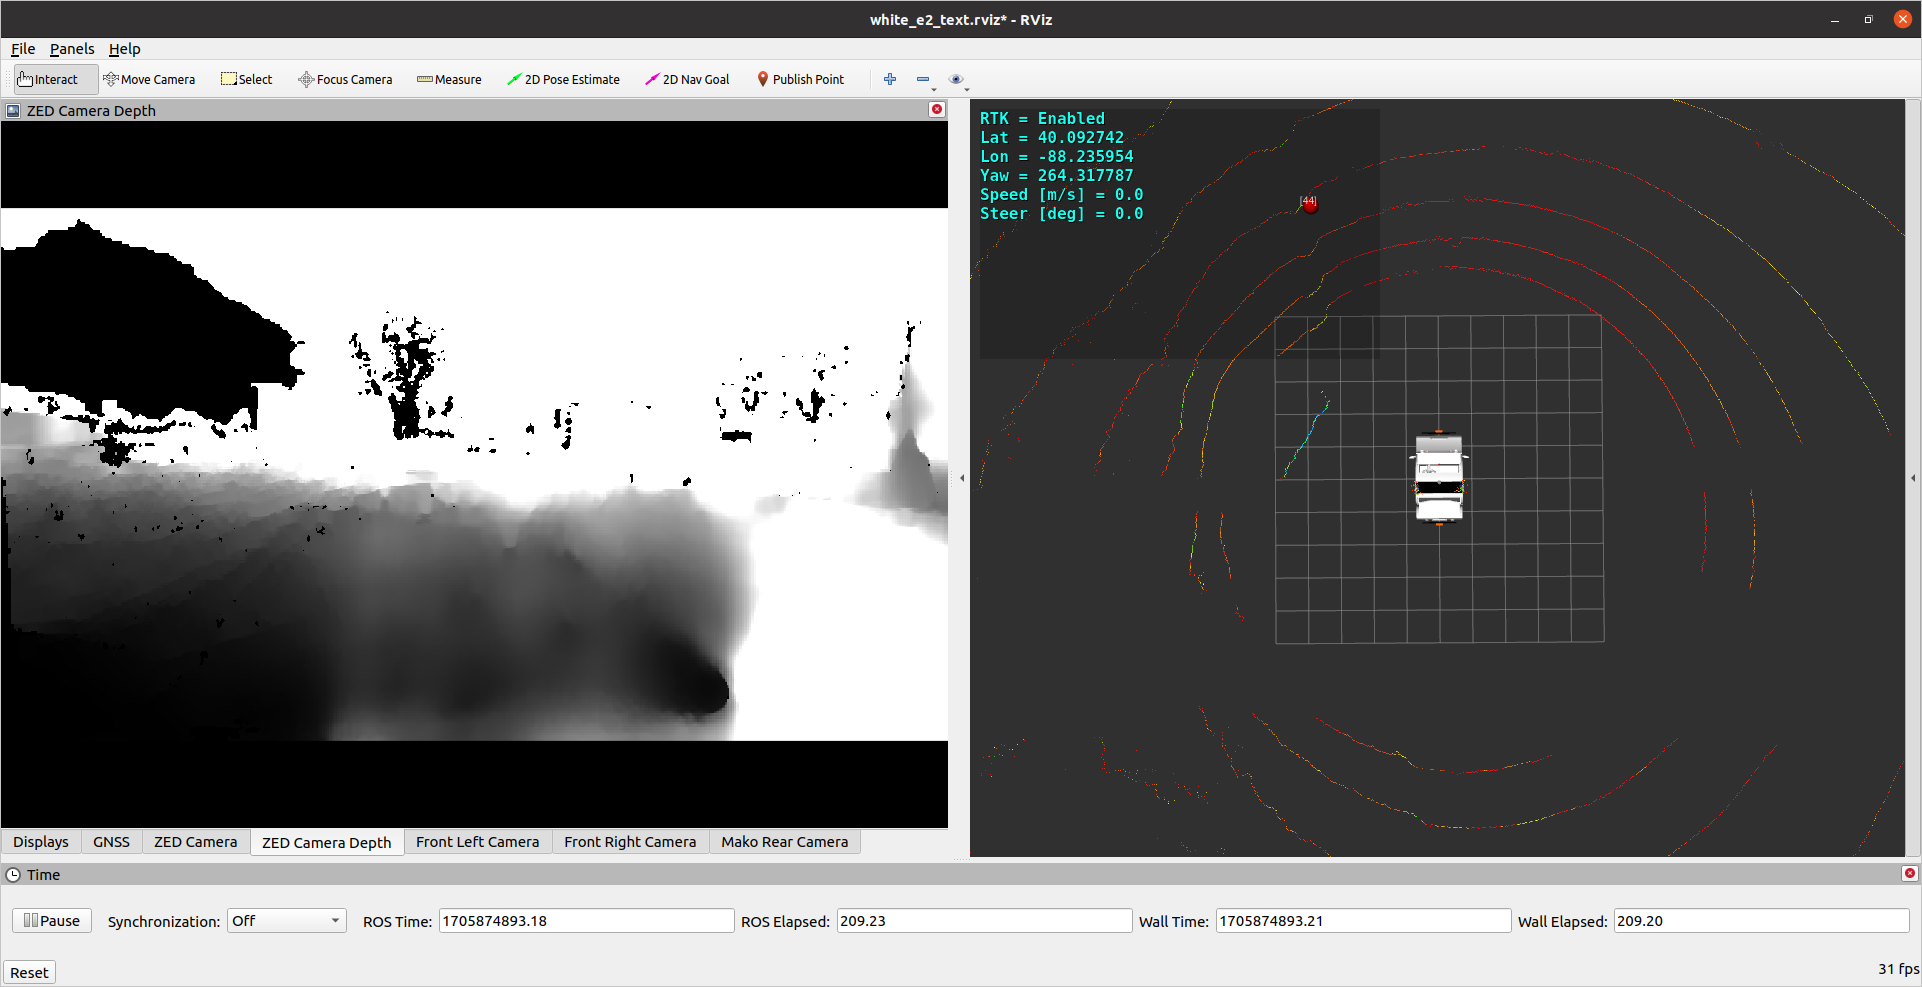 white_e2_text.rviz* - RViz
File Panels Help
Interact Move Camera Select Focus Camera Measure 2D Pose Estimate 2D Nav Goal Publish Point
ZED Camera Depth
RTK = Enabled
Lat = 40.092742
Lon = -88.235954
Yaw = 264.317787
Speed [m/s] = 0.0
Steer [deg] = 0.0
[44]
Displays GNSS ZED Camera ZED Camera Depth Front Left Camera Front Right Camera Mako Rear Camera
Time
Pause Synchronization: Off ROS Time: 1705874893.18 ROS Elapsed: 209.23 Wall Time: 1705874893.21 Wall Elapsed: 209.20
Reset 31 fps